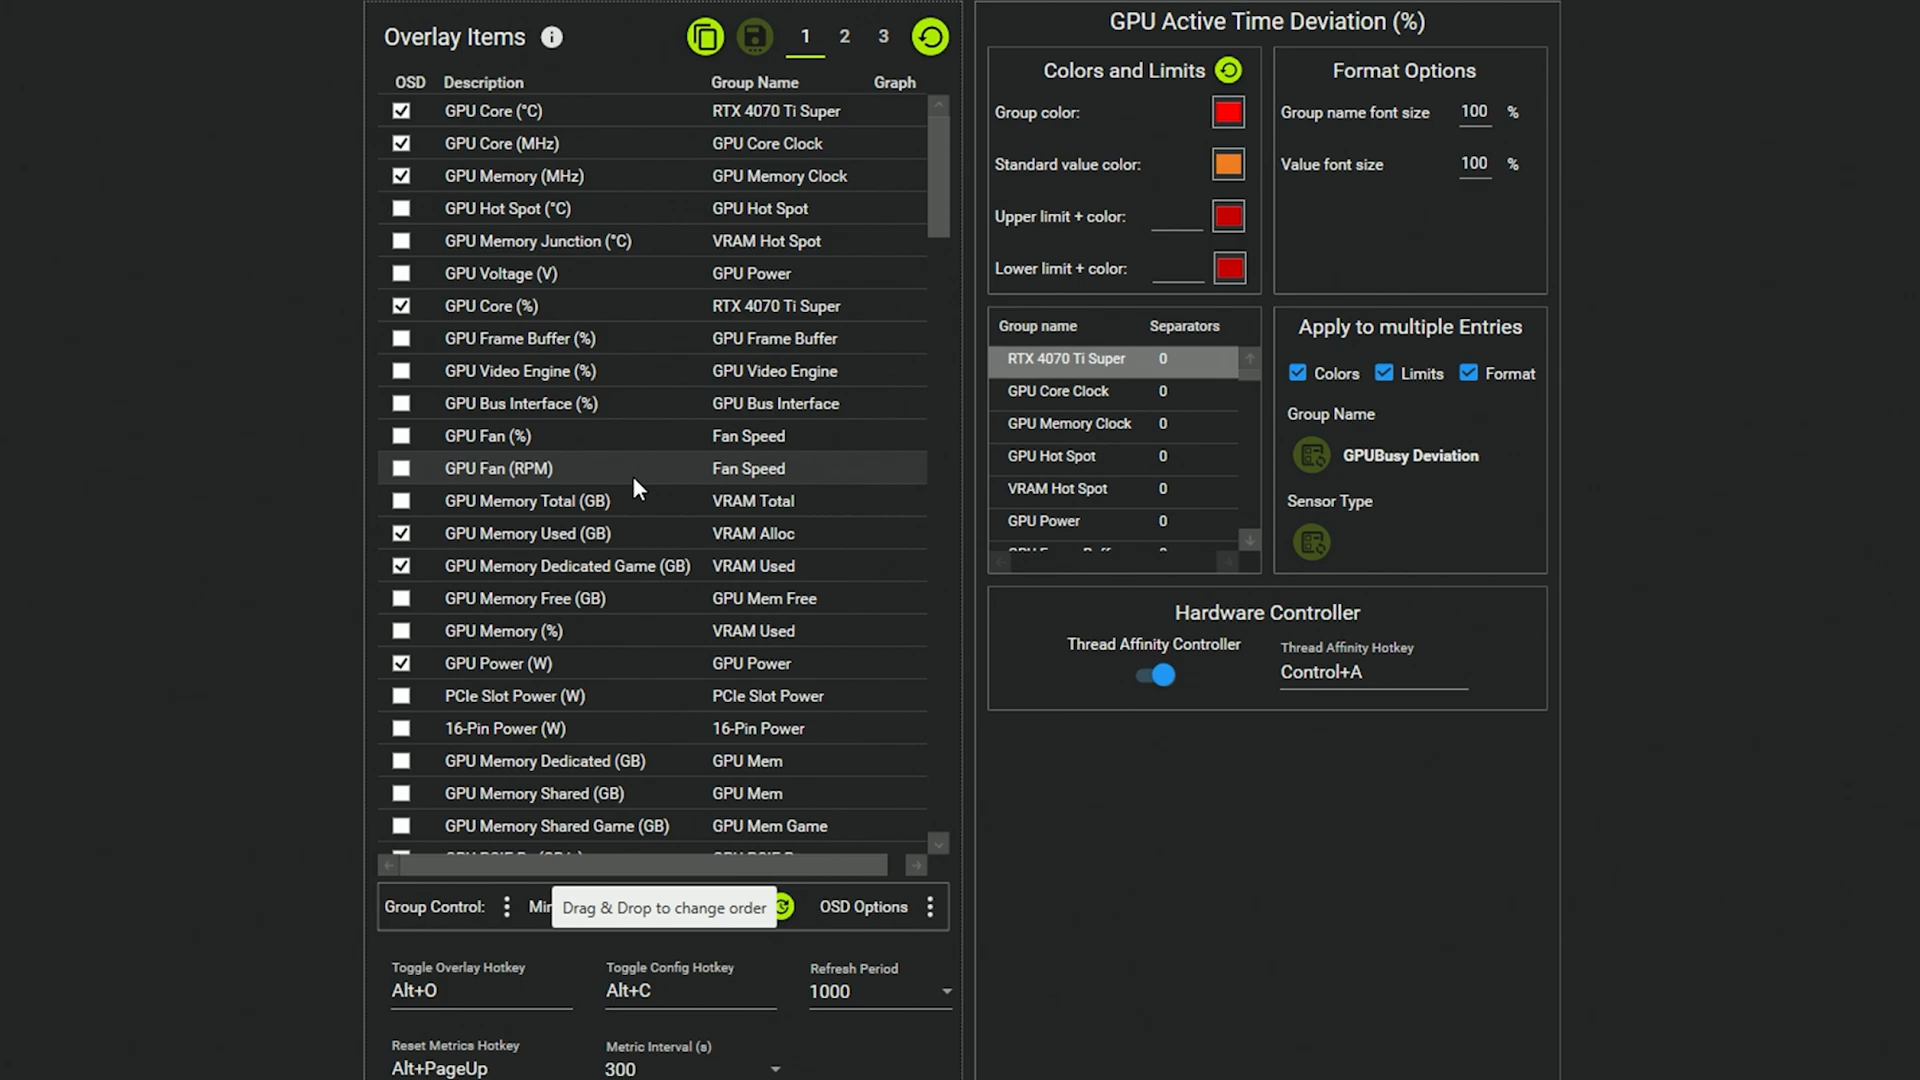 Overlay Items
1 2 3
OSD Description Group Name Graph
GPU Core (°C) RTX 4070 Ti Super
GPU Core (MHz) GPU Core Clock
GPU Memory (MHz) GPU Memory Clock
GPU Hot Spot (°C) GPU Hot Spot
GPU Memory Junction (°C) VRAM Hot Spot
GPU Voltage (V) GPU Power
GPU Core (%) RTX 4070 Ti Super
GPU Frame Buffer (%) GPU Frame Buffer
GPU Video Engine (%) GPU Video Engine
GPU Bus Interface (%) GPU Bus Interface
GPU Fan (%) Fan Speed
GPU Fan (RPM) Fan Speed
GPU Memory Total (GB) VRAM Total
GPU Memory Used (GB) VRAM Alloc
GPU Memory Dedicated Game (GB) VRAM Used
GPU Memory Free (GB) GPU Mem Free
GPU Memory (%) VRAM Used
GPU Power (W) GPU Power
PCIe Slot Power (W) PCIe Slot Power
16-Pin Power (W) 16-Pin Power
GPU Memory Dedicated (GB) GPU Mem
GPU Memory Shared (GB) GPU Mem
GPU Memory Shared Game (GB) GPU Mem Game
Group Control: Drag & Drop to change order OSD Options
Toggle Overlay Hotkey Toggle Config Hotkey Refresh Period
Alt+O Alt+C 1000
Reset Metrics Hotkey Metric Interval (s)
Alt+PageUp 300
GPU Active Time Deviation (%)
Colors and Limits
Group color:
Standard value color:
Upper limit + color:
Lower limit + color:
Format Options
Group name font size 100 %
Value font size 100 %
Group name Separators
RTX 4070 Ti Super 0
GPU Core Clock 0
GPU Memory Clock 0
GPU Hot Spot 0
VRAM Hot Spot 0
GPU Power 0
Apply to multiple Entries
Colors Limits Format
Group Name
GPUBusy Deviation
Sensor Type
Hardware Controller
Thread Affinity Controller Thread Affinity Hotkey
Control+A